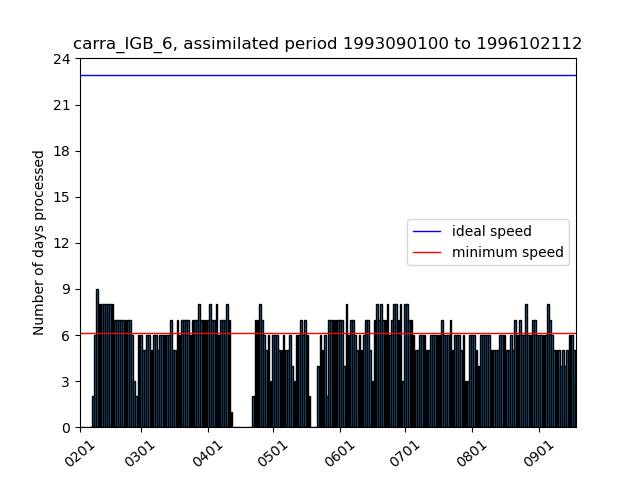 carra_IGB_6, assimilated period 1993090100 to 1996102112
Number of days processed
24
21
18
15
12
9
6
3
0
ideal speed
minimum speed
0201 0301 0401 0501 0601 0701 0801 0901